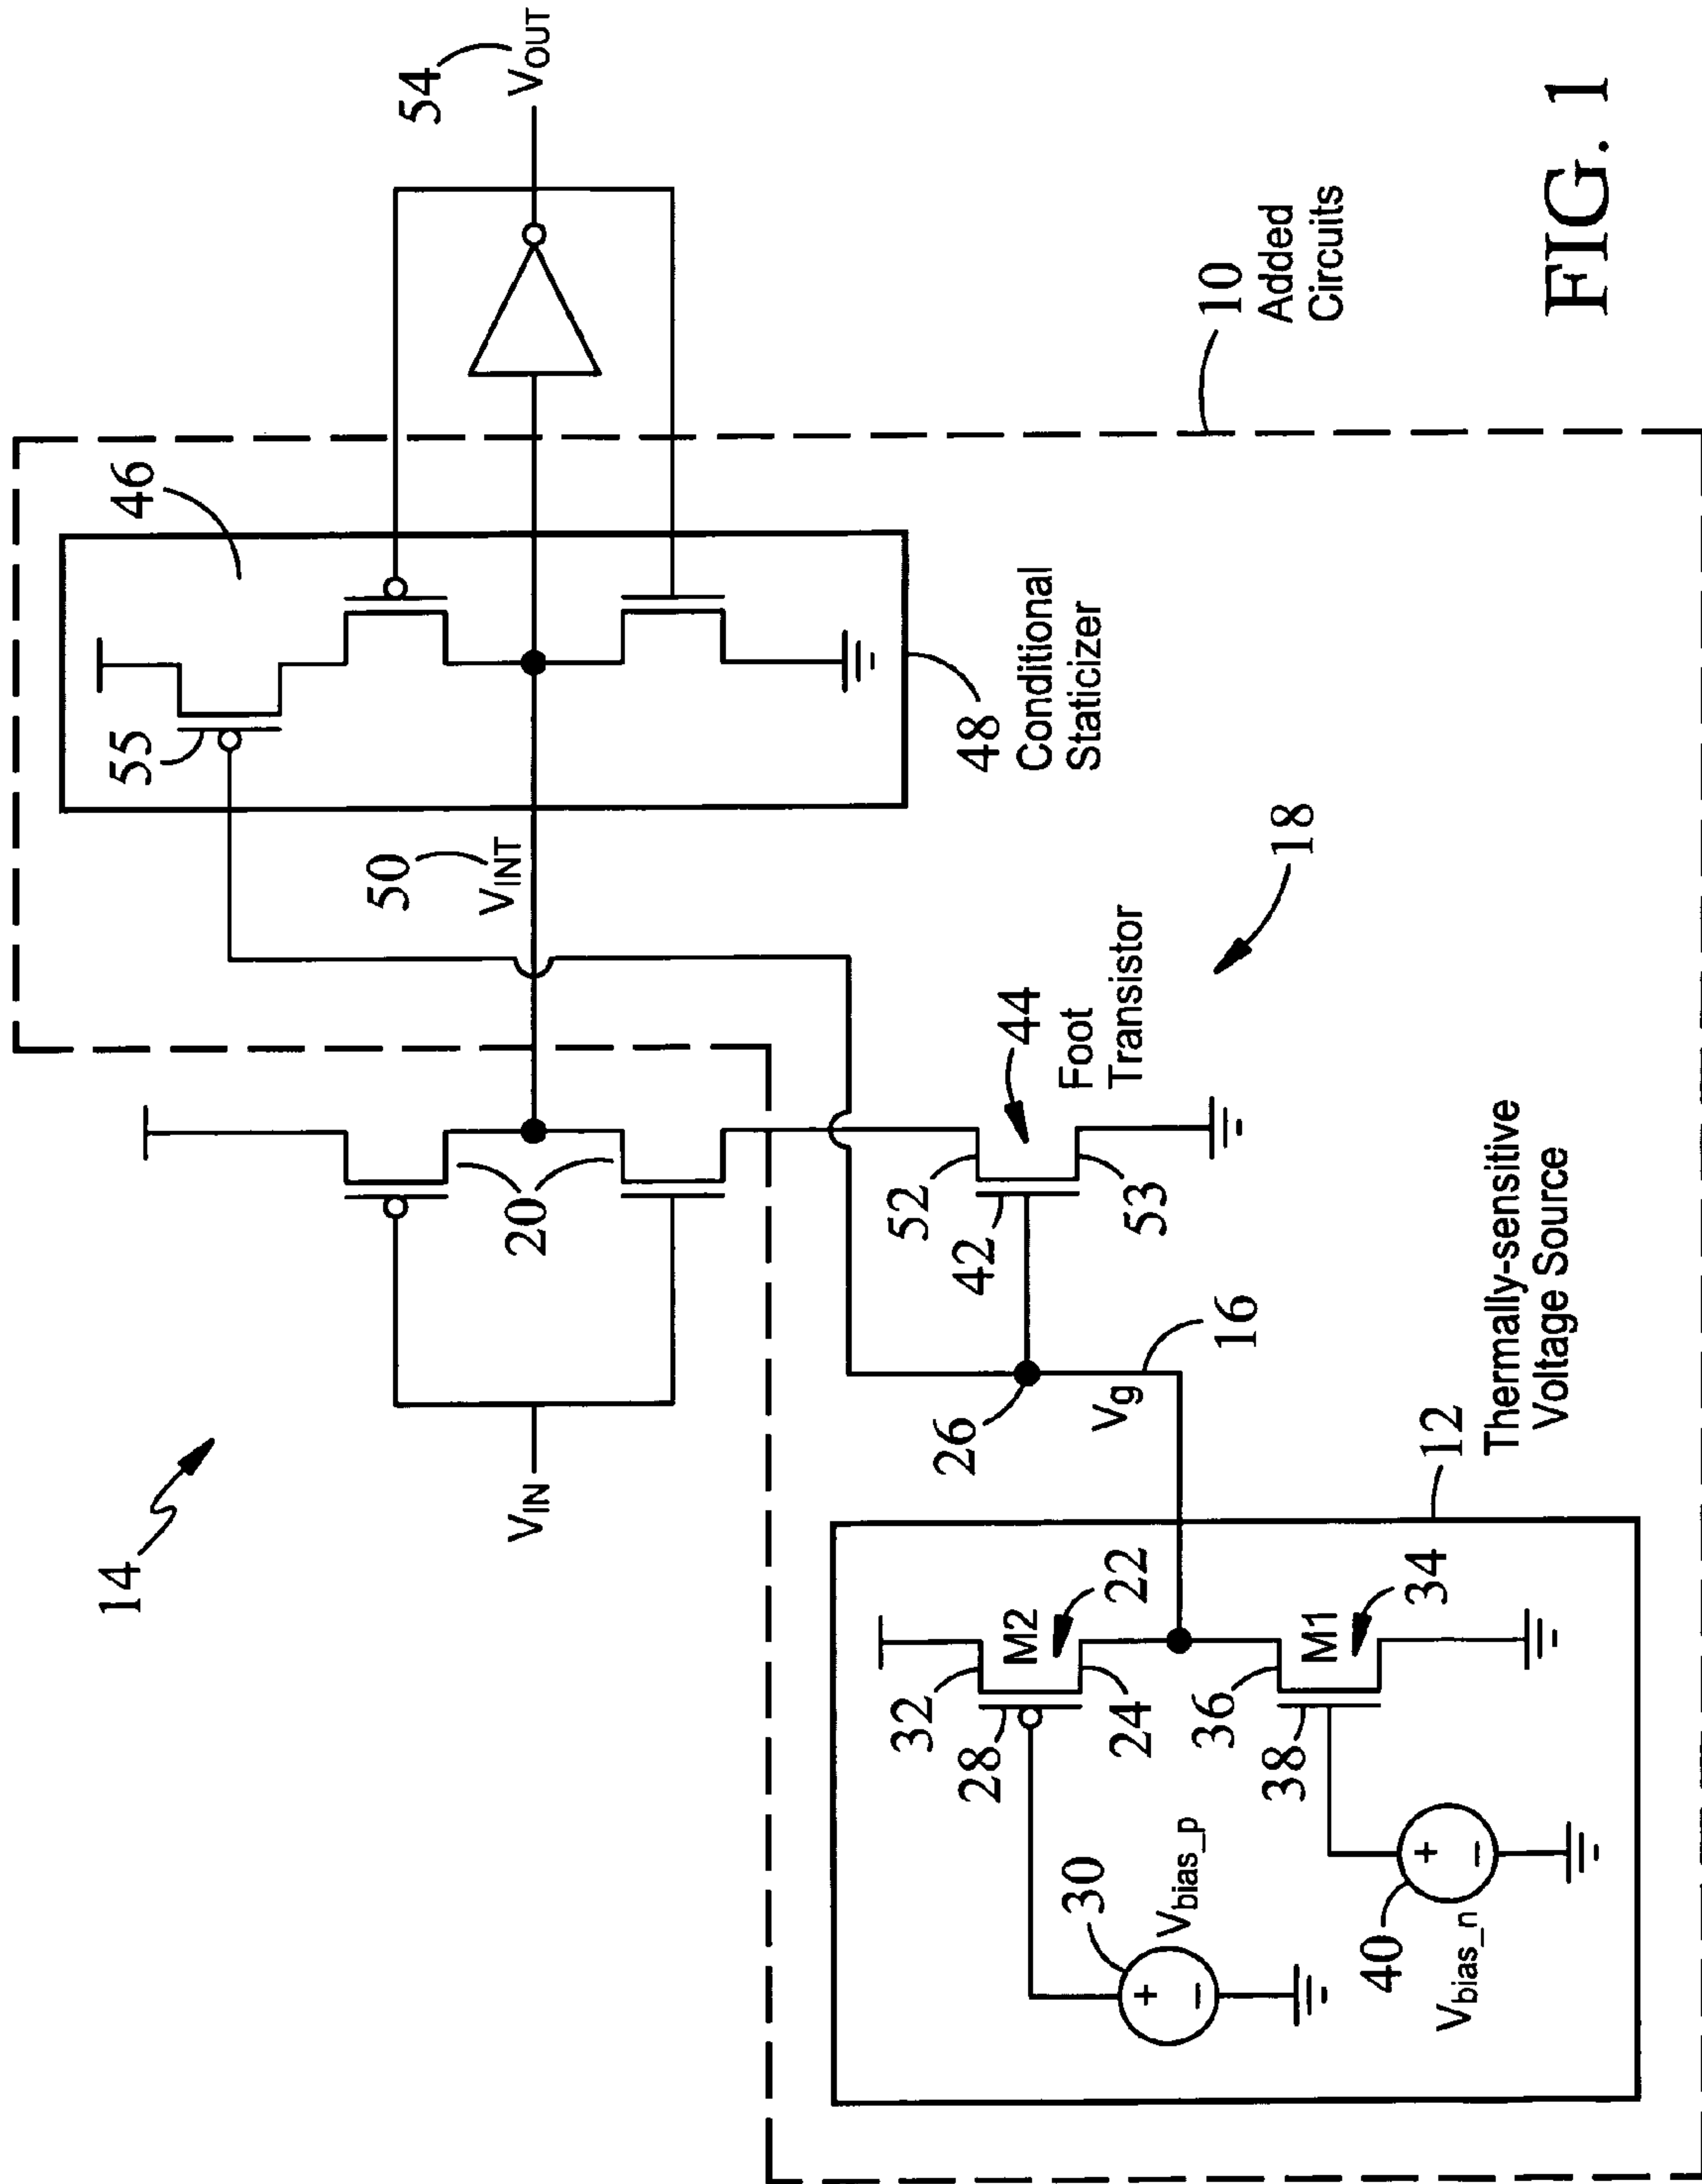 14
V_IN
20
50
V_INT
55
46
48
Conditional
Staticizer
54
V_OUT
10
Added
Circuits
26
V_g
16
52
42
53
44
Foot
Transistor
18
32
M2
22
28
24
30
V_bias_p
36
M1
34
38
40
V_bias_n
+
–
+
–
12
Thermally-sensitive
Voltage Source
FIG. 1